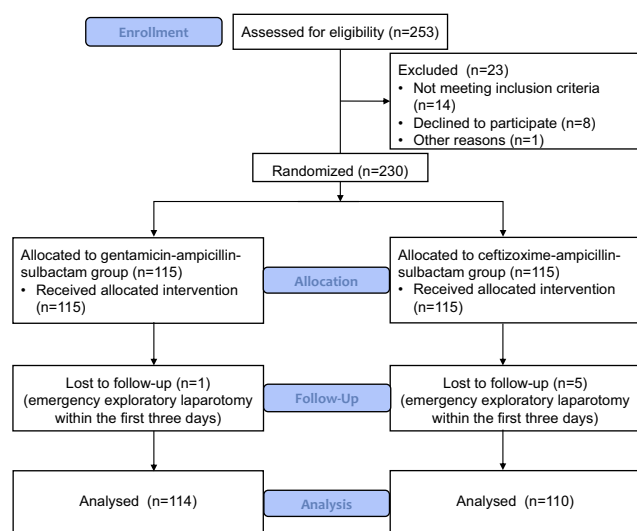 Enrollment
Assessed for eligibility (n=253)
Excluded (n=23)
• Not meeting inclusion criteria
(n=14)
• Declined to participate (n=8)
• Other reasons (n=1)
Randomized (n=230)
Allocated to gentamicin-ampicillin-
sulbactam group (n=115)
• Received allocated intervention
(n=115)
Allocation
Allocated to ceftizoxime-ampicillin-
sulbactam group (n=115)
• Received allocated intervention
(n=115)
Lost to follow-up (n=1)
(emergency exploratory laparotomy
within the first three days)
Follow-Up
Lost to follow-up (n=5)
(emergency exploratory laparotomy
within the first three days)
Analysed (n=114)
Analysis
Analysed (n=110)